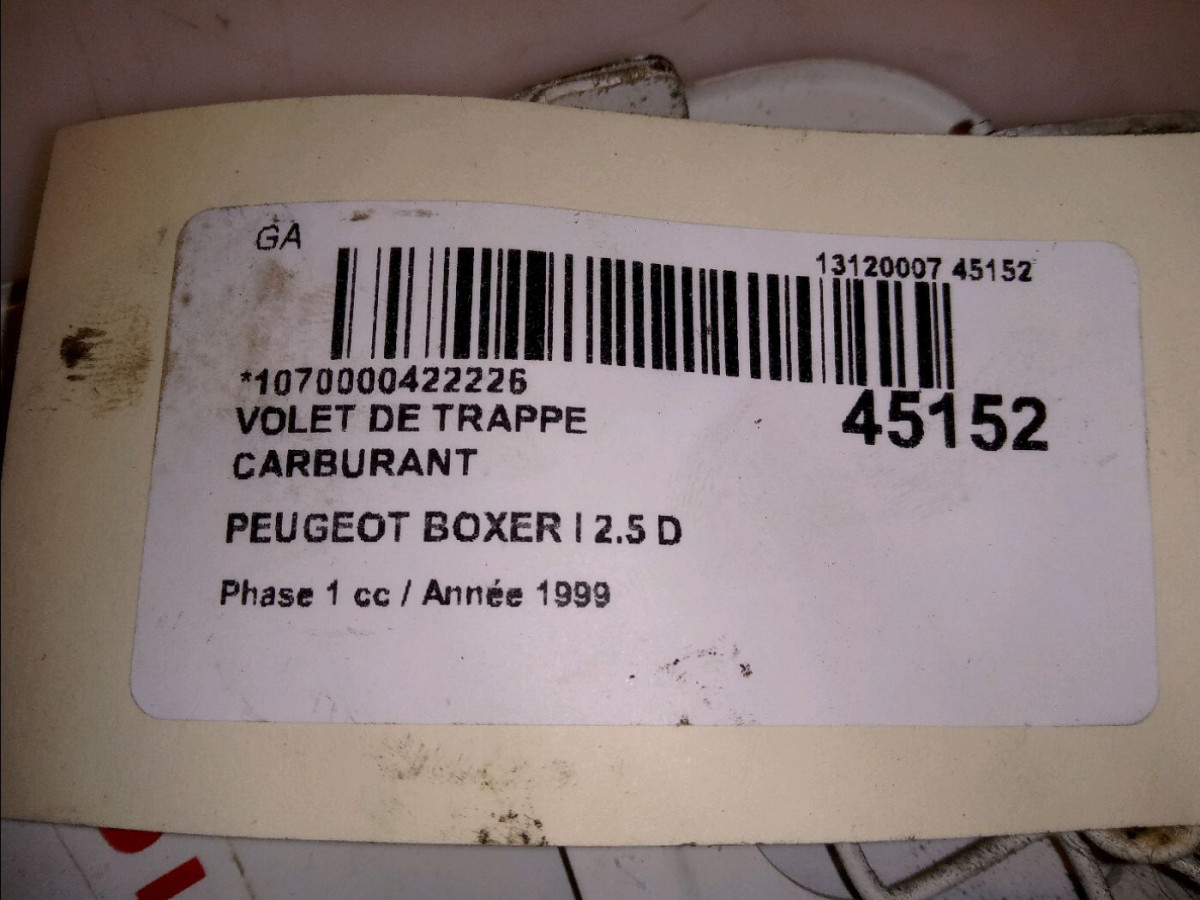 GA
13120007 45152
*1070000422226
45152
VOLET DE TRAPPE
CARBURANT
PEUGEOT BOXER I 2.5 D
Phase 1 cc / Année 1999